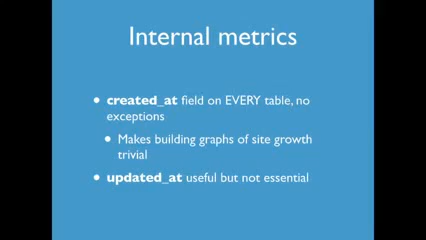 Internal metrics
• created_at field on EVERY table, no
exceptions
• Makes building graphs of site growth
trivial
• updated_at useful but not essential